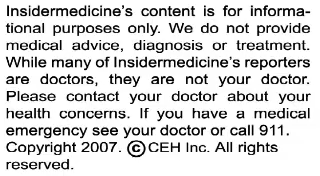 Insidermedicine's content is for informa-
tional purposes only. We do not provide
medical advice, diagnosis or treatment.
While many of Insidermedicine's reporters
are doctors, they are not your doctor.
Please contact your doctor about your
health concerns. If you have a medical
emergency see your doctor or call 911.
Copyright 2007. ©CEH Inc. All rights
reserved.